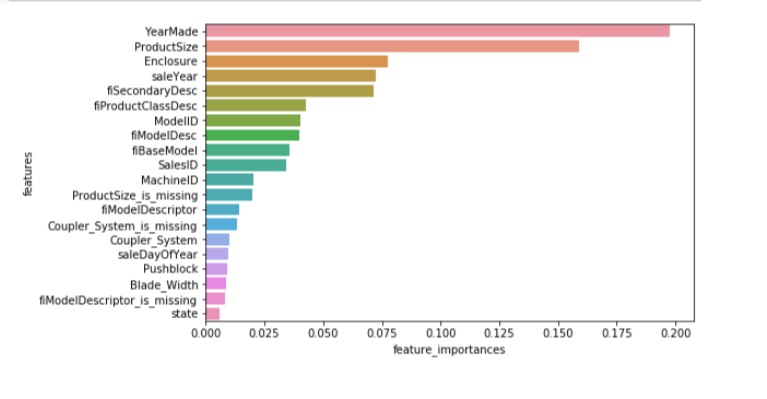 YearMade
ProductSize
Enclosure
saleYear
fiSecondaryDesc
fiProductClassDesc
ModelID
fiModelDesc
fiBaseModel
SalesID
MachineID
ProductSize_is_missing
fiModelDescriptor
Coupler_System_is_missing
Coupler_System
saleDayOfYear
Pushblock
Blade_Width
fiModelDescriptor_is_missing
state
features
0.000 0.025 0.050 0.075 0.100 0.125 0.150 0.175 0.200
feature_importances